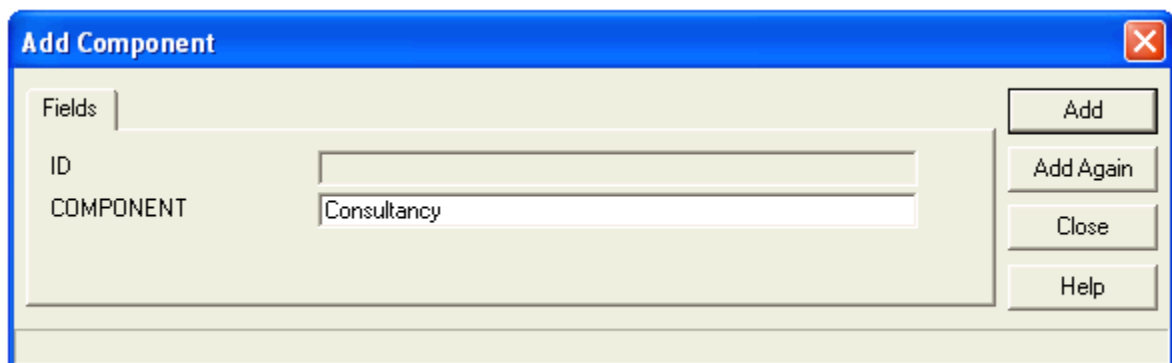 Add Component
Fields
Add
ID
Add Again
COMPONENT
Consultancy
Close
Help